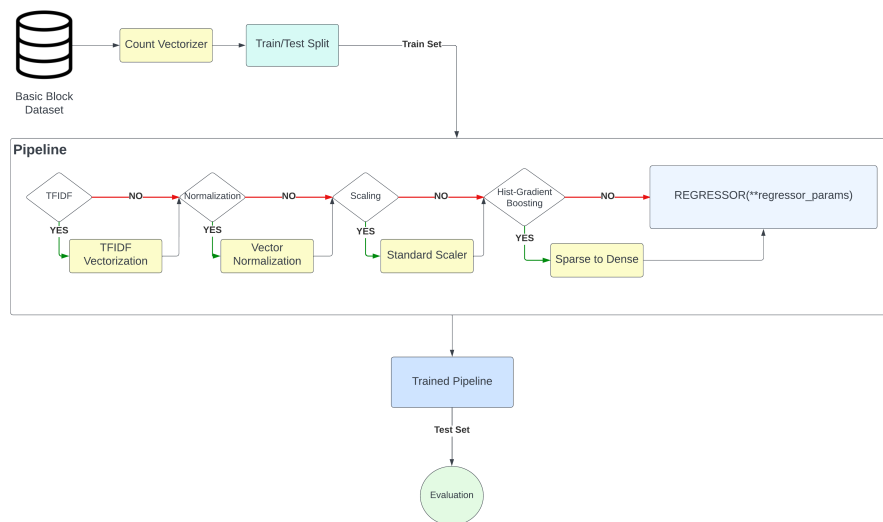 Count Vectorizer
Train/Test Split
Train Set
Basic Block
Dataset
Pipeline
TFIDF
NO
Normalization
NO
Scaling
NO
Hist-Gradient
Boosting
NO
REGRESSOR(**regressor_params)
YES
YES
YES
YES
TFIDF
Vectorization
Vector
Normalization
Standard Scaler
Sparse to Dense
Trained Pipeline
Test Set
Evaluation